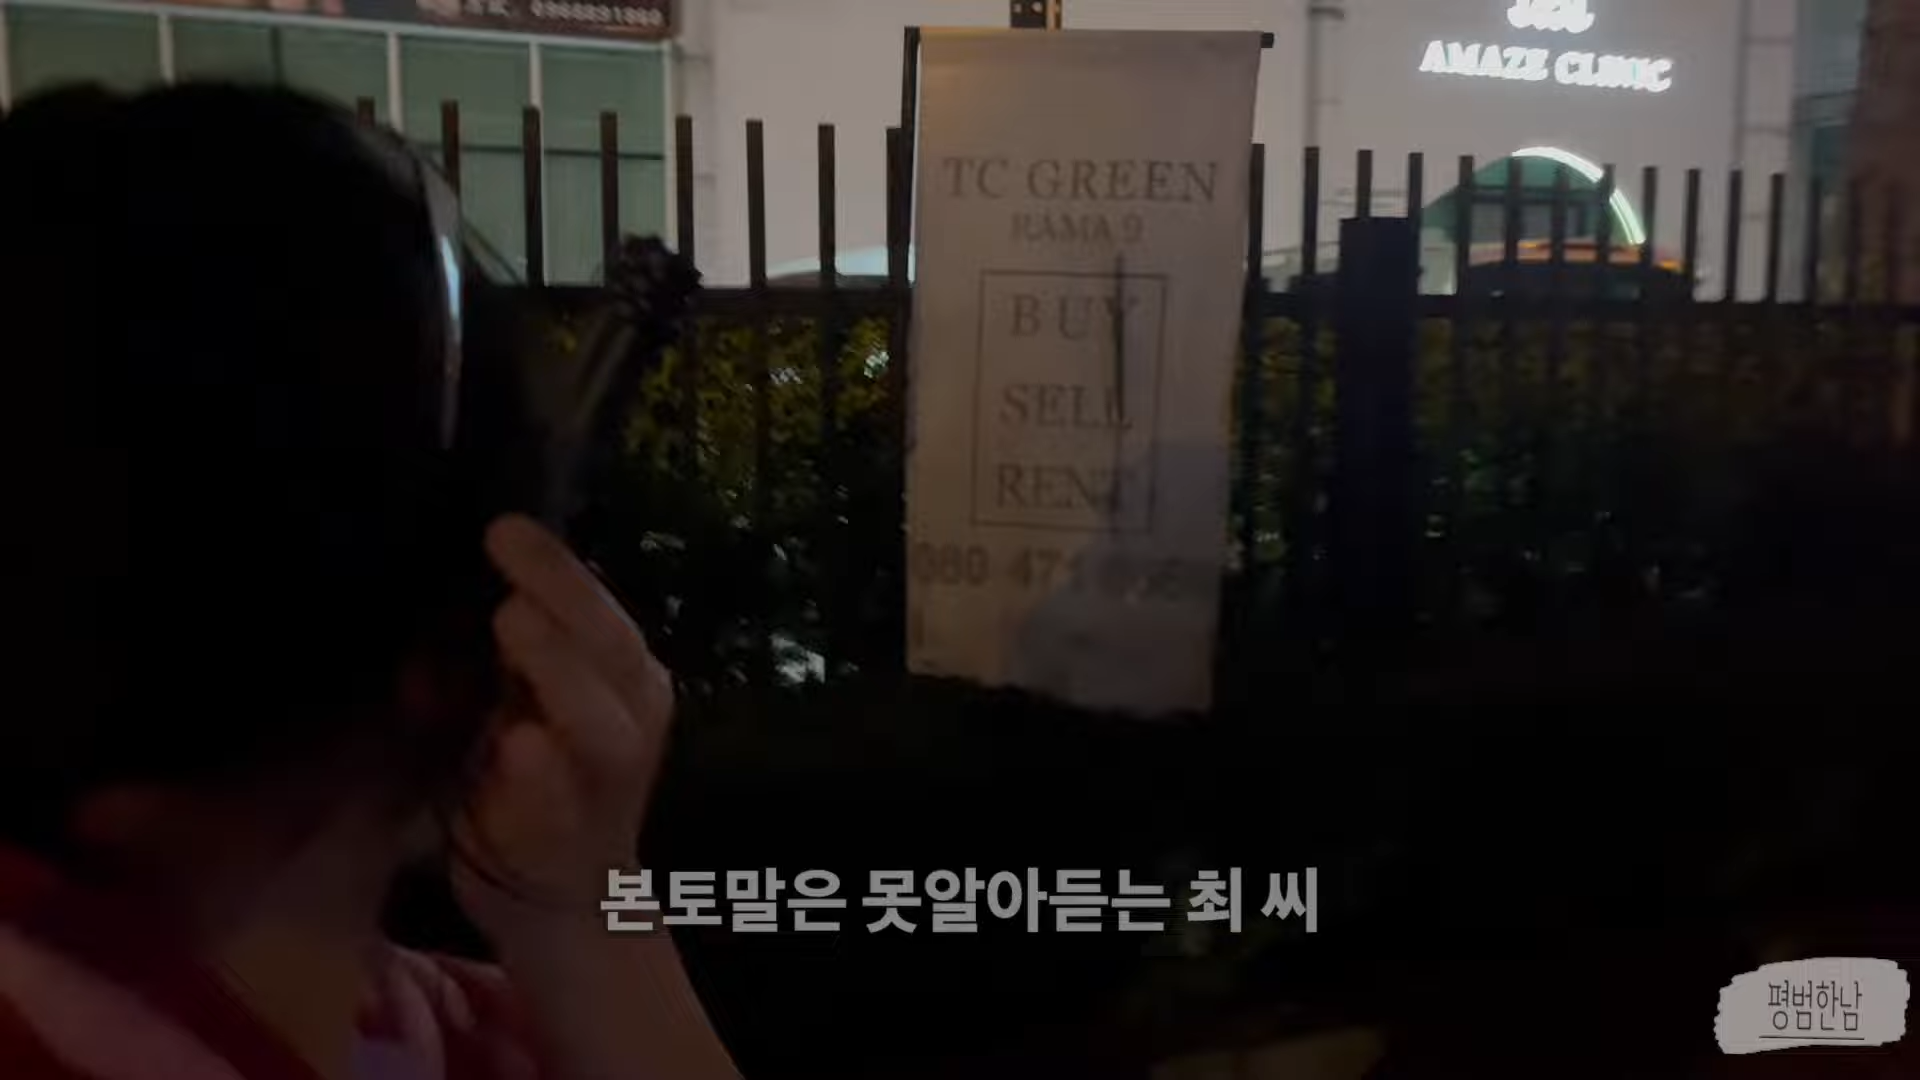 AMAZE CLINIC
TC GREEN
RAMA 9
BUY
SELL
RENT
본토말은 못알아듣는 최 씨
평범한남